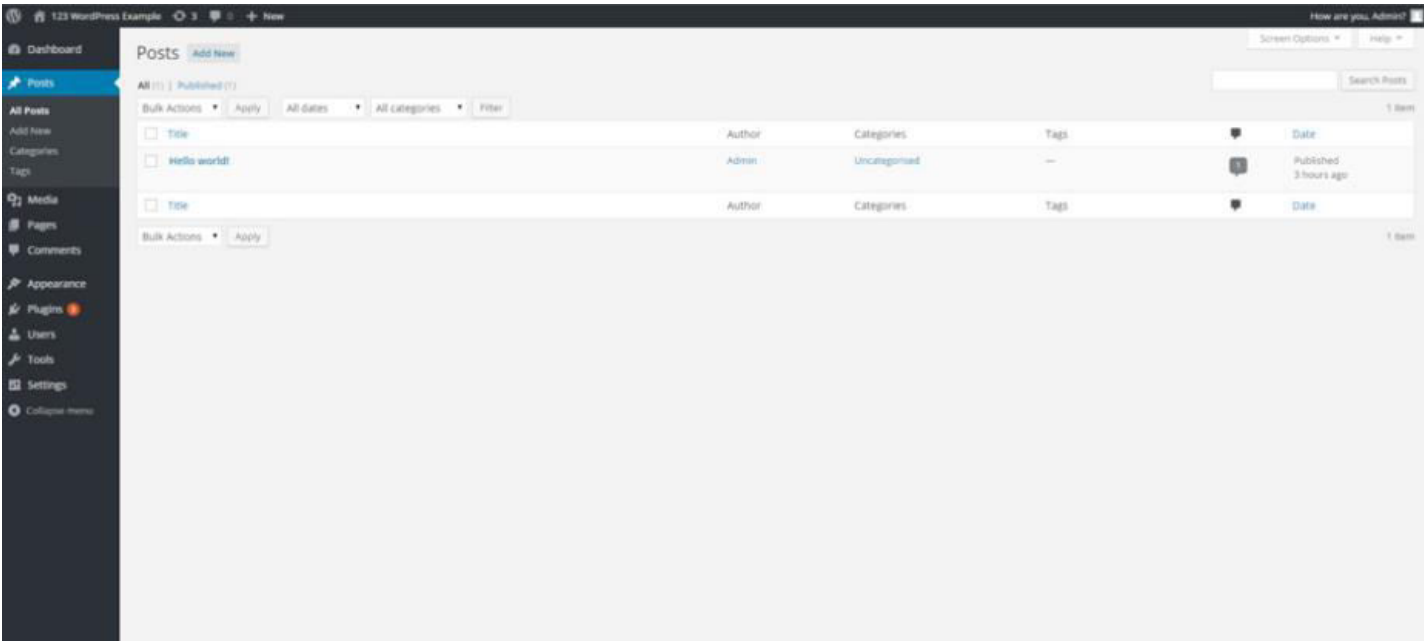 123 WordPress Example 3 0 + New How are you, Admin?
Dashboard
Posts
All Posts
Add New
Categories
Tags
Media
Pages
Comments
Appearance
Plugins 3
Users
Tools
Settings
Collapse menu
Screen Options Help
Posts Add New
All (1) | Published (1)
Search Posts
Bulk Actions Apply All dates All categories Filter
1 item
Title Author Categories Tags Date
Hello world! Admin Uncategorised — 1 Published
3 hours ago
Title Author Categories Tags Date
Bulk Actions Apply
1 item